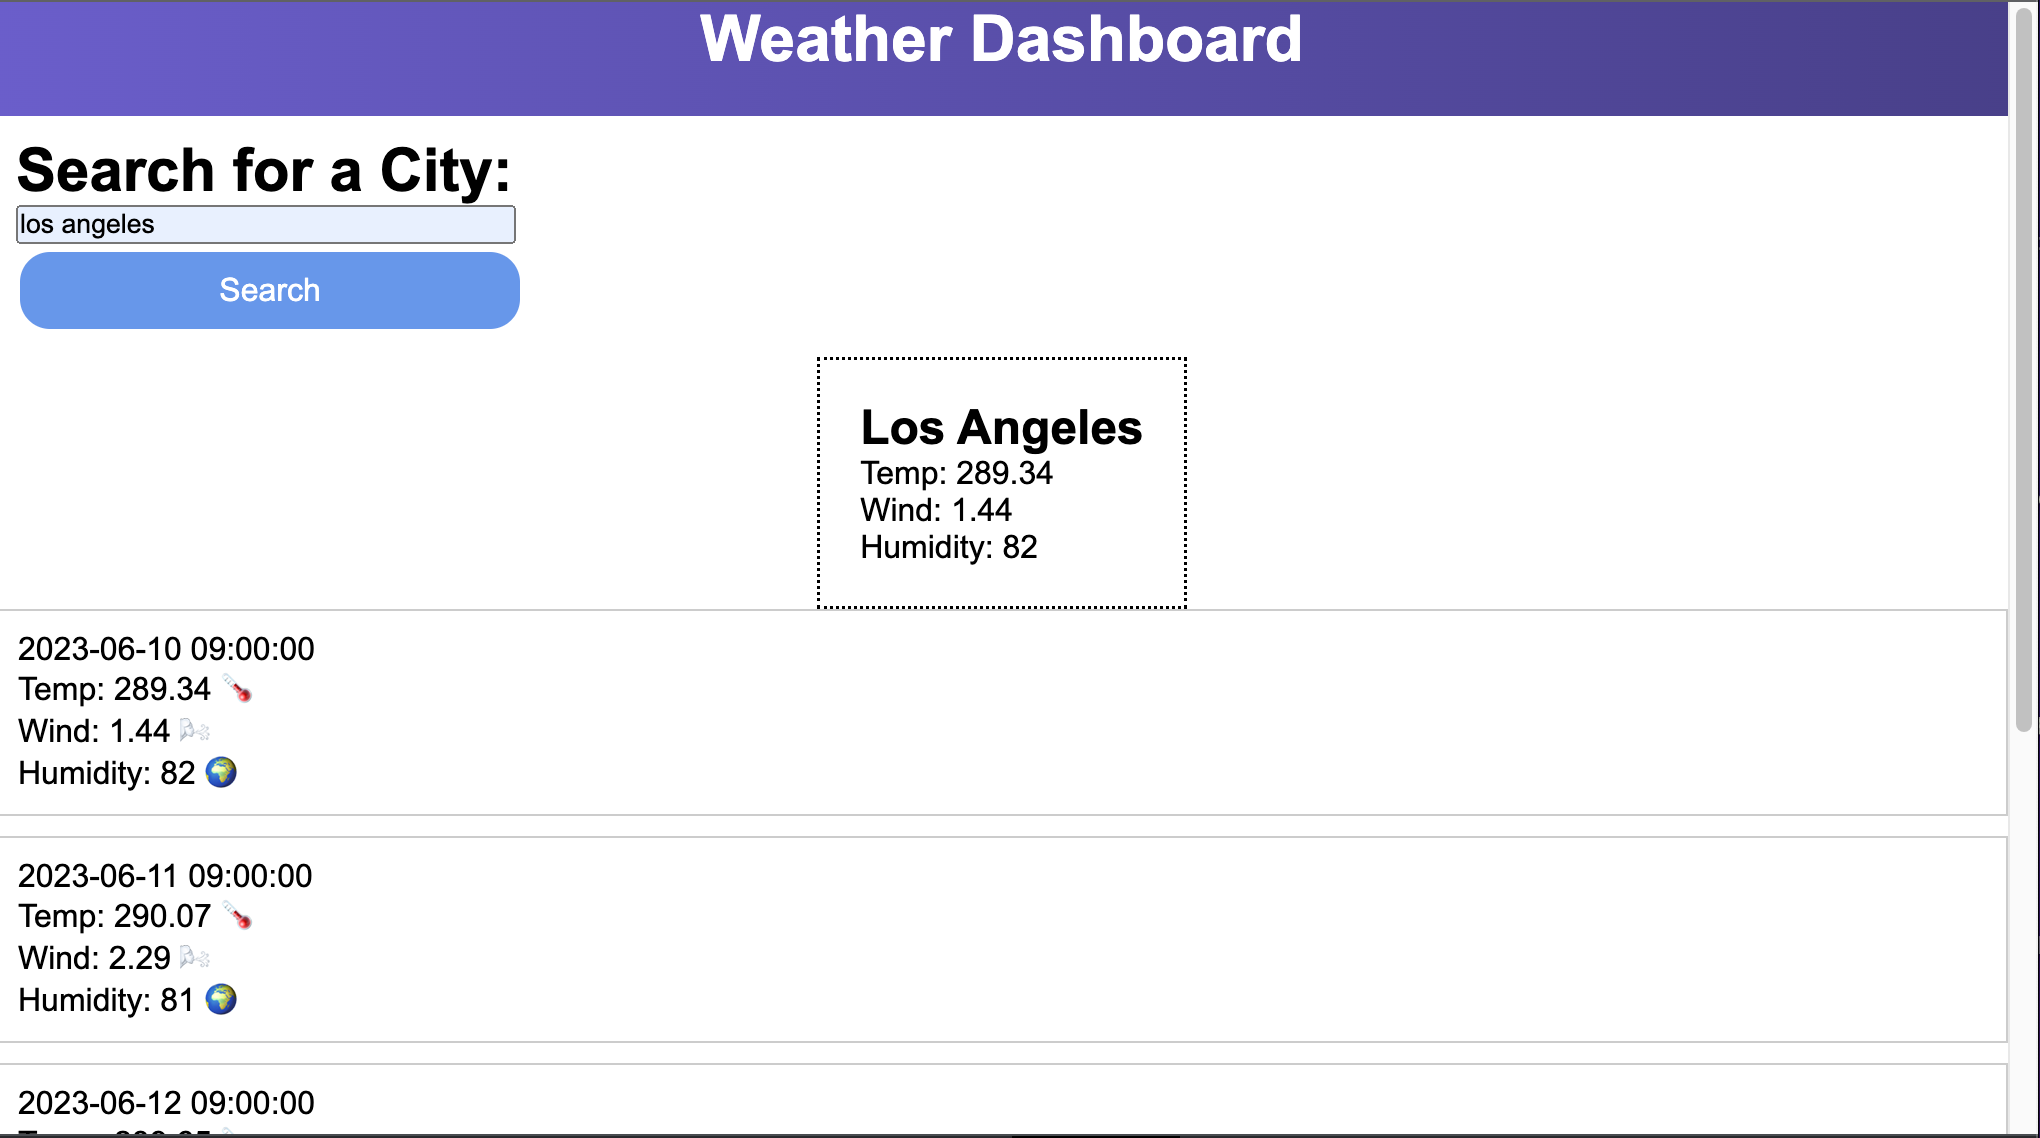 Weather Dashboard
Search for a City:
los angeles
Search
Los Angeles
Temp: 289.34
Wind: 1.44
Humidity: 82
2023-06-10 09:00:00
Temp: 289.34 🌡️
Wind: 1.44 🌬️
Humidity: 82 🌍
2023-06-11 09:00:00
Temp: 290.07 🌡️
Wind: 2.29 🌬️
Humidity: 81 🌍
2023-06-12 09:00:00